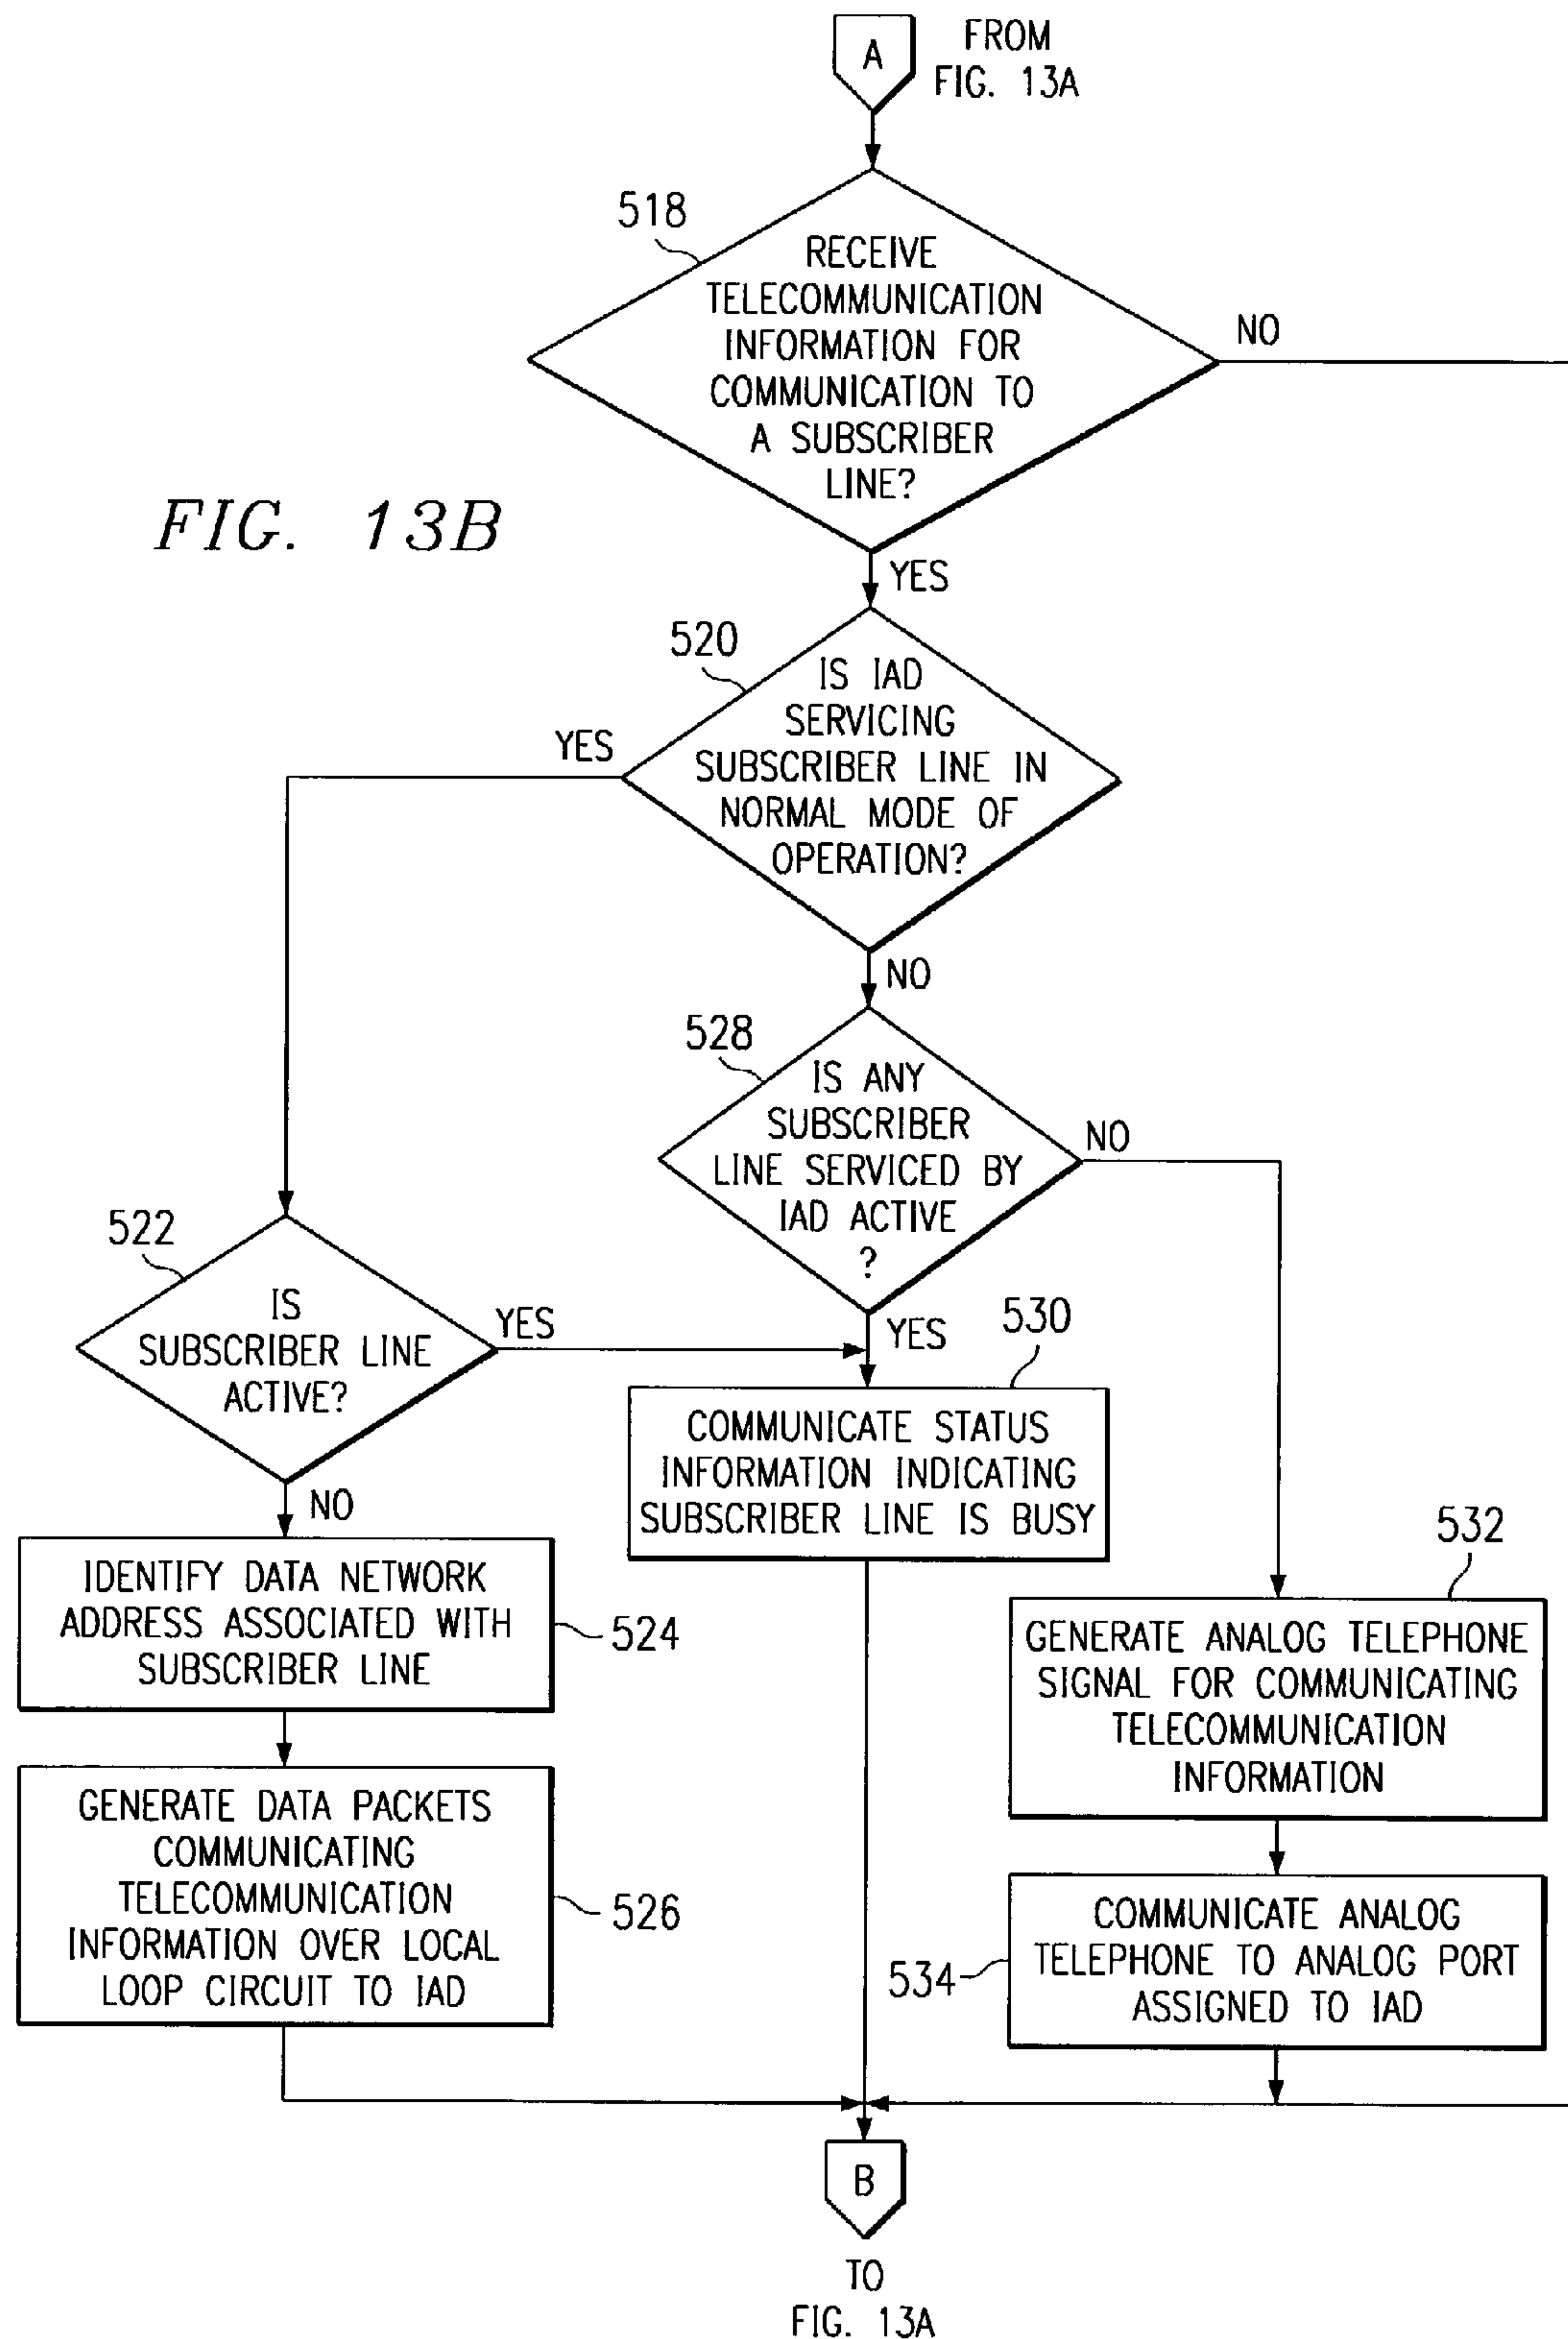 A
FROM
FIG. 13A
518
RECEIVE
TELECOMMUNICATION
INFORMATION FOR
COMMUNICATION TO
A SUBSCRIBER
LINE?
NO
FIG. 13B
YES
520
IS IAD
SERVICING
SUBSCRIBER LINE IN
NORMAL MODE OF
OPERATION?
YES
NO
528
IS ANY
SUBSCRIBER
LINE SERVICED BY
IAD ACTIVE
?
NO
YES
522
IS
SUBSCRIBER LINE
ACTIVE?
YES
NO
530
COMMUNICATE STATUS
INFORMATION INDICATING
SUBSCRIBER LINE IS BUSY
IDENTIFY DATA NETWORK
ADDRESS ASSOCIATED WITH
SUBSCRIBER LINE
524
532
GENERATE ANALOG TELEPHONE
SIGNAL FOR COMMUNICATING
TELECOMMUNICATION
INFORMATION
GENERATE DATA PACKETS
COMMUNICATING
TELECOMMUNICATION
INFORMATION OVER LOCAL
LOOP CIRCUIT TO IAD
526
COMMUNICATE ANALOG
TELEPHONE TO ANALOG PORT
ASSIGNED TO IAD
534
B
TO
FIG. 13A